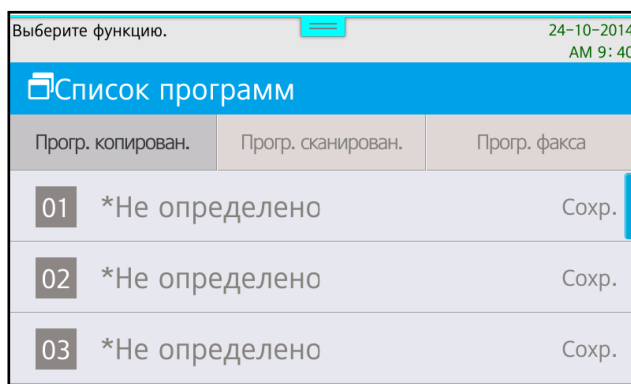 Выберите функцию.
24-10-2014
AM 9:40
Список программ
Прогр. копирован. Прогр. сканирован. Прогр. факса
01 *Не определено Сохр.
02 *Не определено Сохр.
03 *Не определено Сохр.